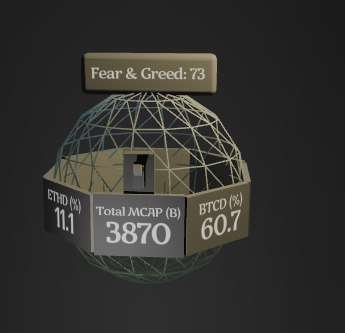 Fear & Greed: 73
ETHD (%)
11.1
Total MCAP (B)
3870
BTCD (%)
60.7